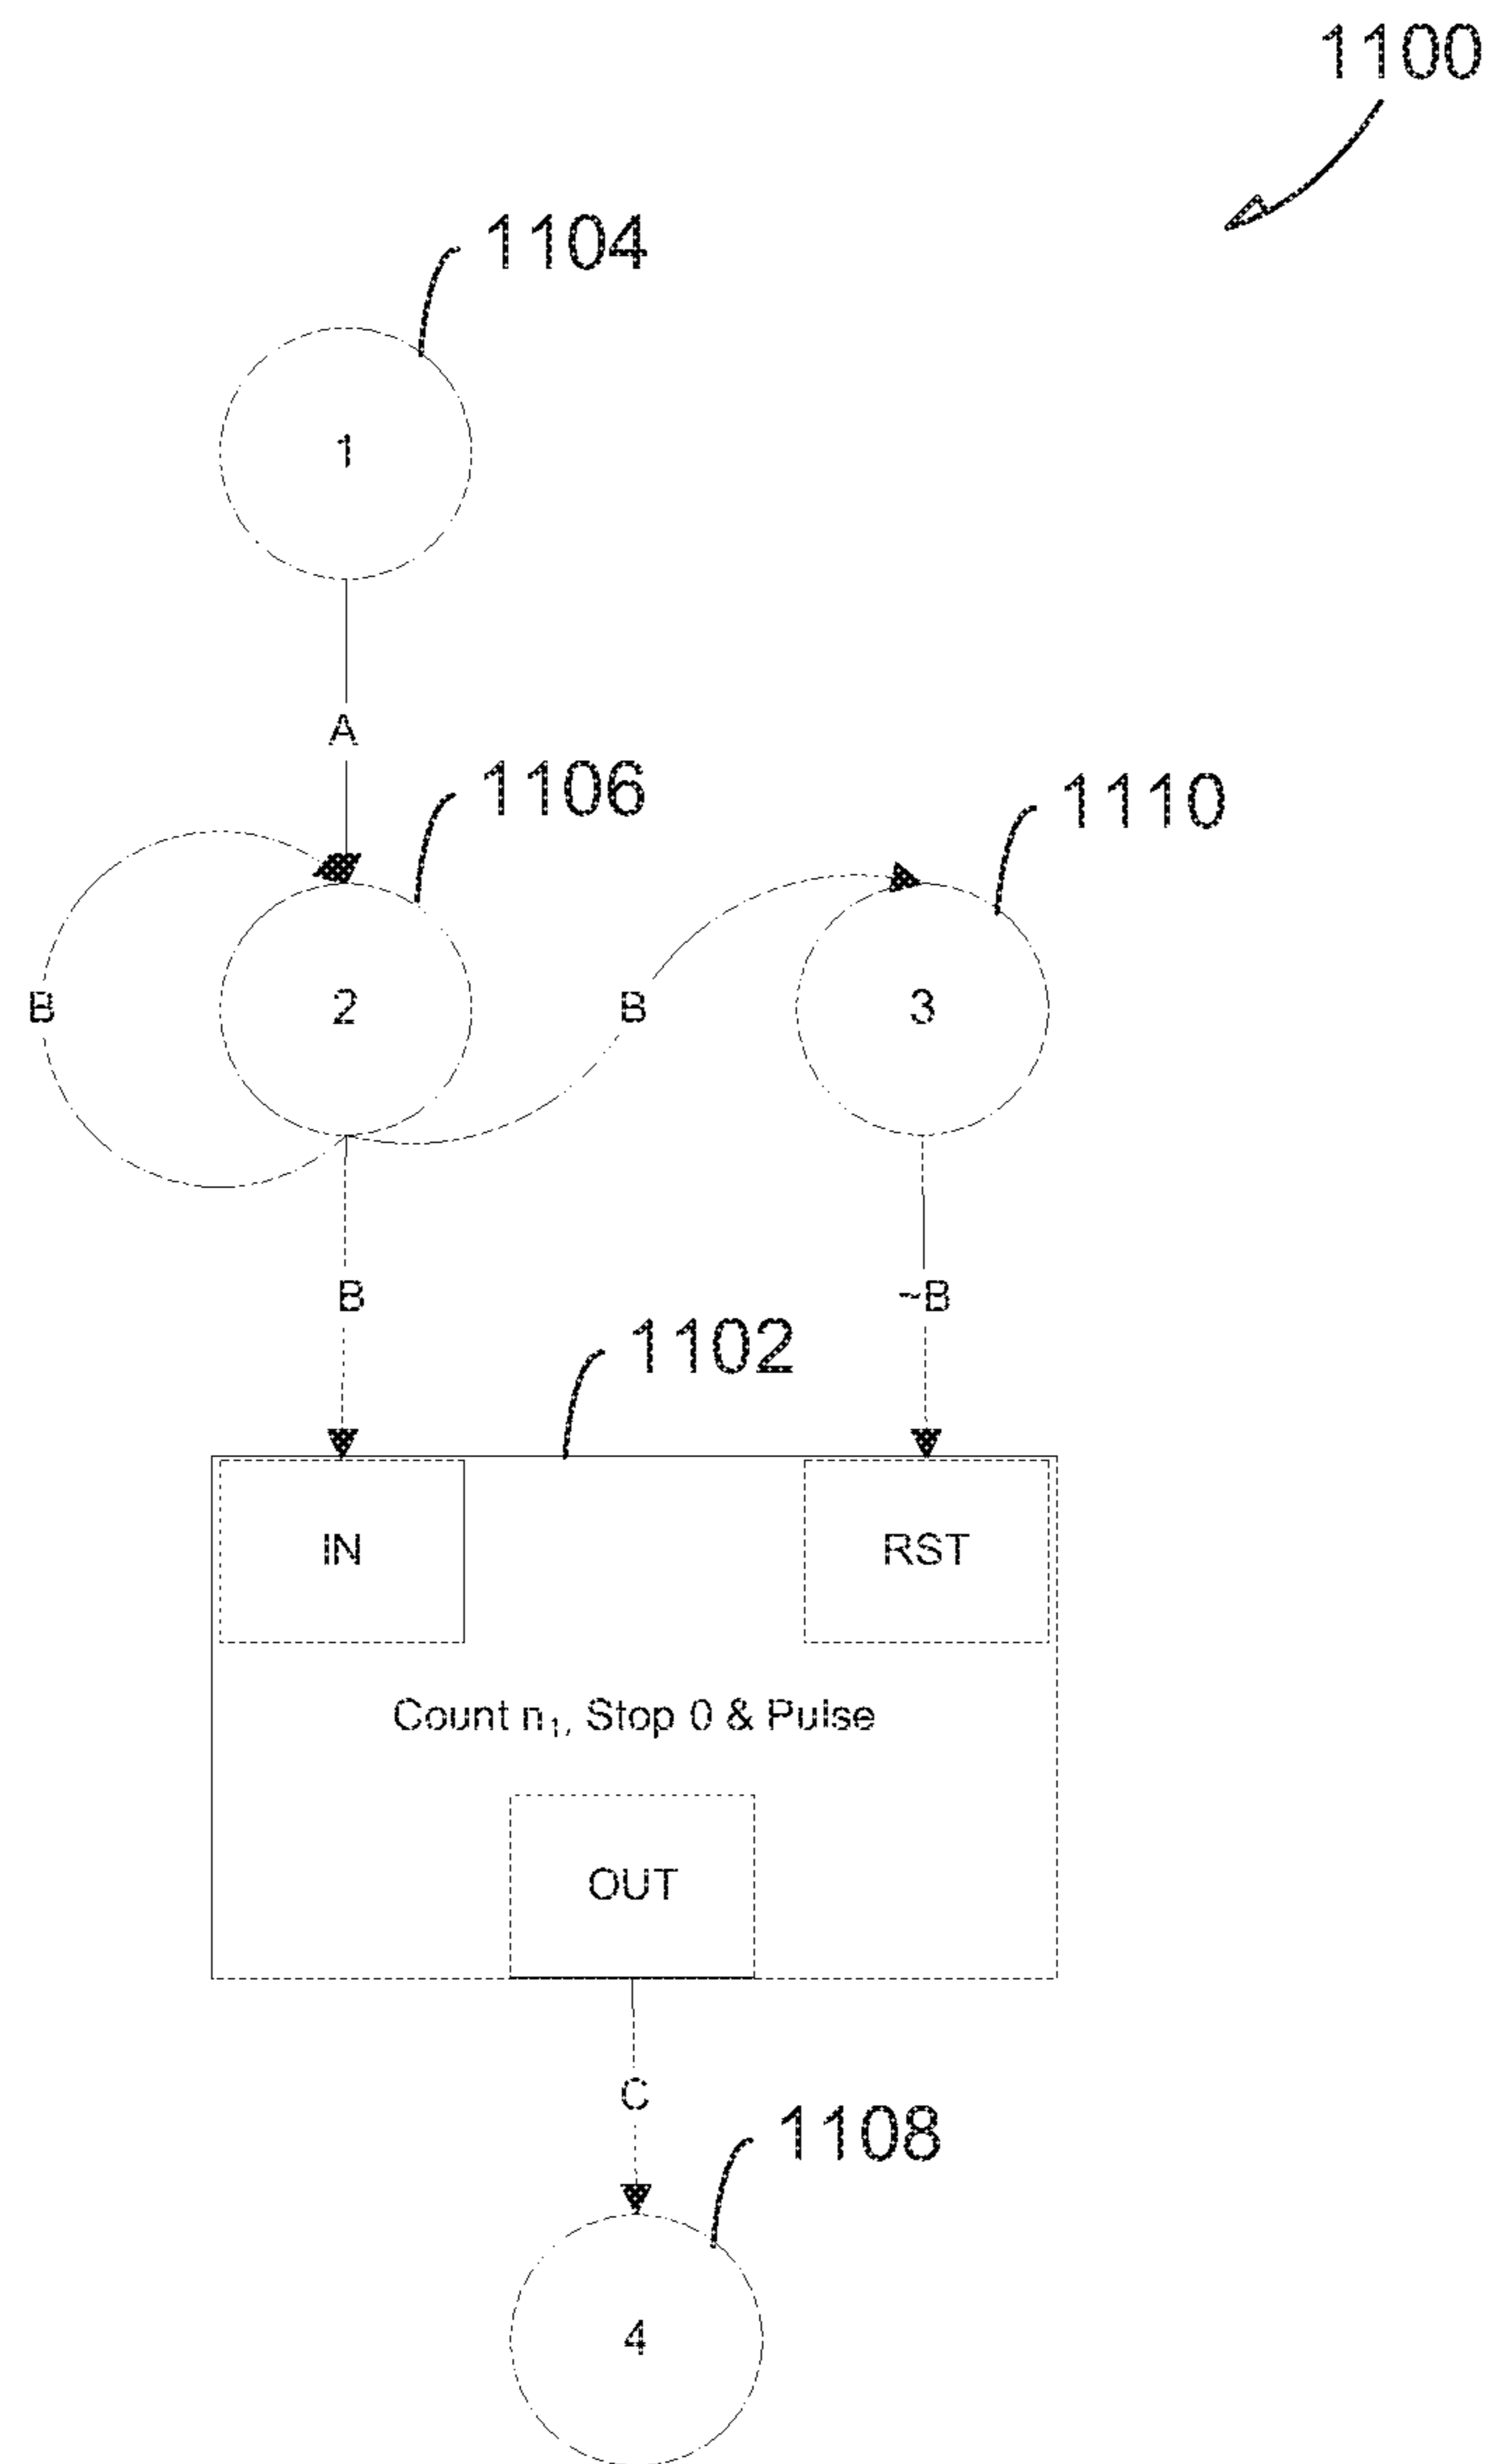 1100
1104
1
A
1106
1110
B
2
B
3
B
~B
1102
IN
RST
Count n₁, Stop 0 & Pulse
OUT
C
1108
4